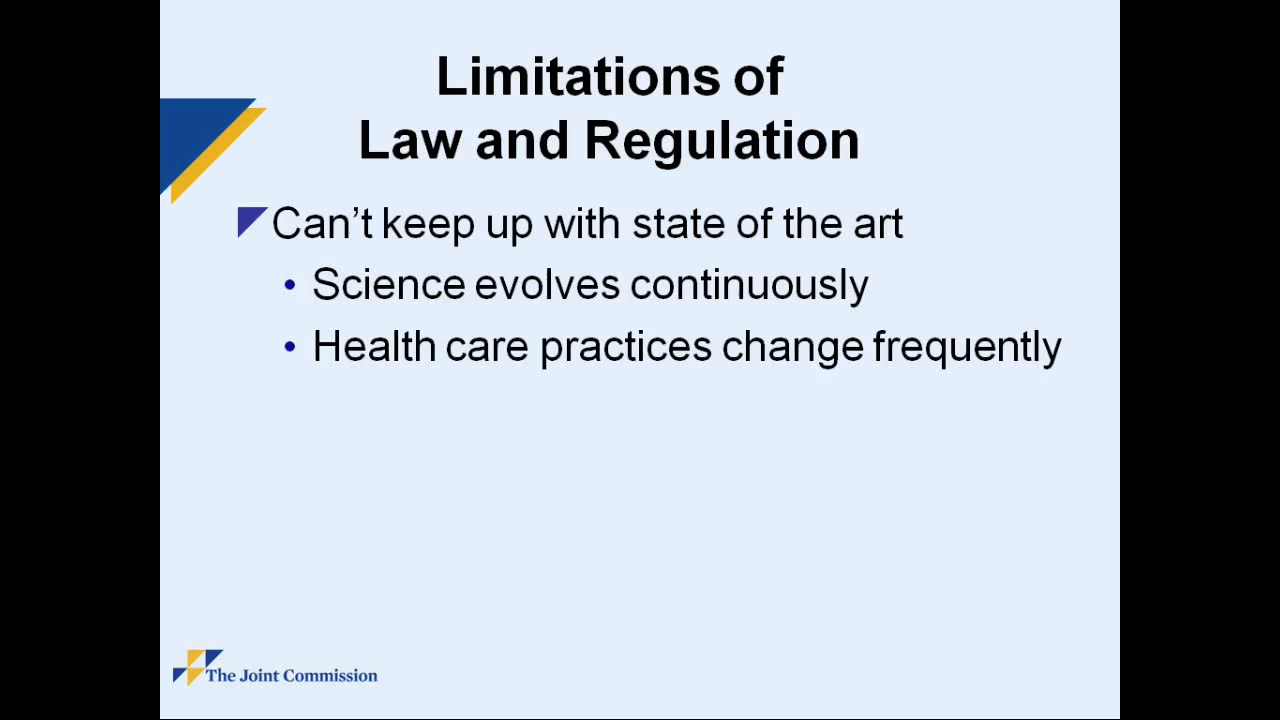 Limitations of
Law and Regulation
Can't keep up with state of the art
• Science evolves continuously
• Health care practices change frequently
The Joint Commission